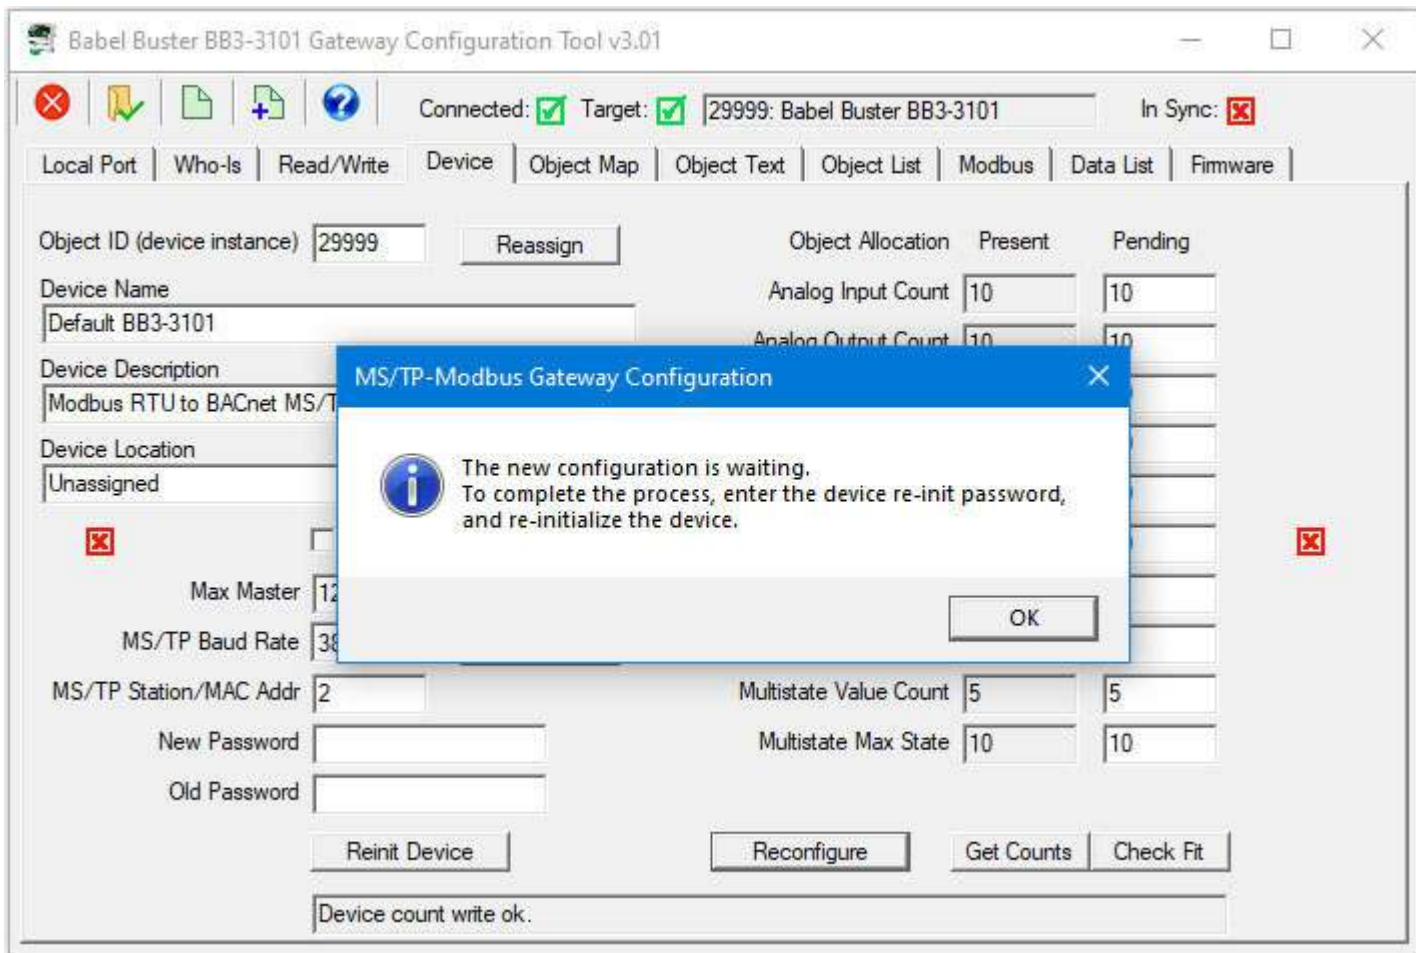 Babel Buster BB3-3101 Gateway Configuration Tool v3.01
Connected: Target: 29999: Babel Buster BB3-3101 In Sync:
Local Port Who-Is Read/Write Device Object Map Object Text Object List Modbus Data List Firmware
Object ID (device instance) 29999 Reassign Object Allocation Present Pending
Device Name Analog Input Count 10 10
Default BB3-3101
Analog Output Count 10 10
Device Description
Modbus RTU to BACnet MS/T
Device Location
Unassigned
MS/TP-Modbus Gateway Configuration
The new configuration is waiting.
To complete the process, enter the device re-init password,
and re-initialize the device.
OK
Max Master 12
MS/TP Baud Rate 38
MS/TP Station/MAC Addr 2 Multistate Value Count 5 5
New Password Multistate Max State 10 10
Old Password
Reinit Device Reconfigure Get Counts Check Fit
Device count write ok.